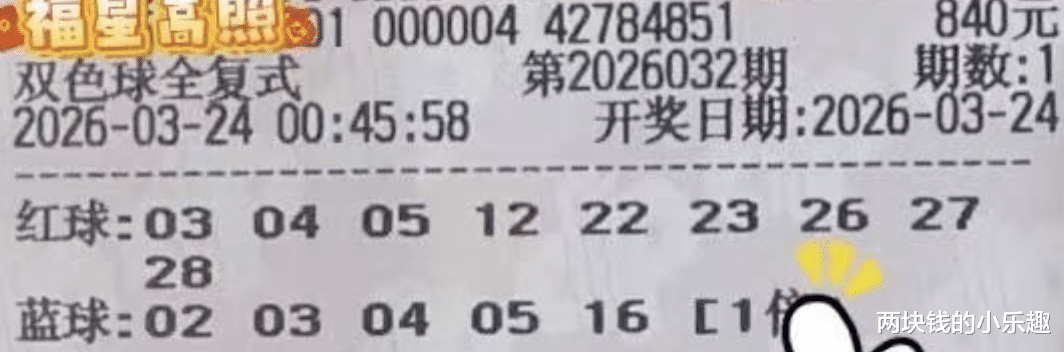 福星高照
01 000004 42784851 840元
双色球全复式 第2026032期 期数:1
2026-03-24 00:45:58 开奖日期:2026-03-24
红球:03 04 05 12 22 23 26 27
28
蓝球:02 03 04 05 16 [1倍
两块钱的小乐趣